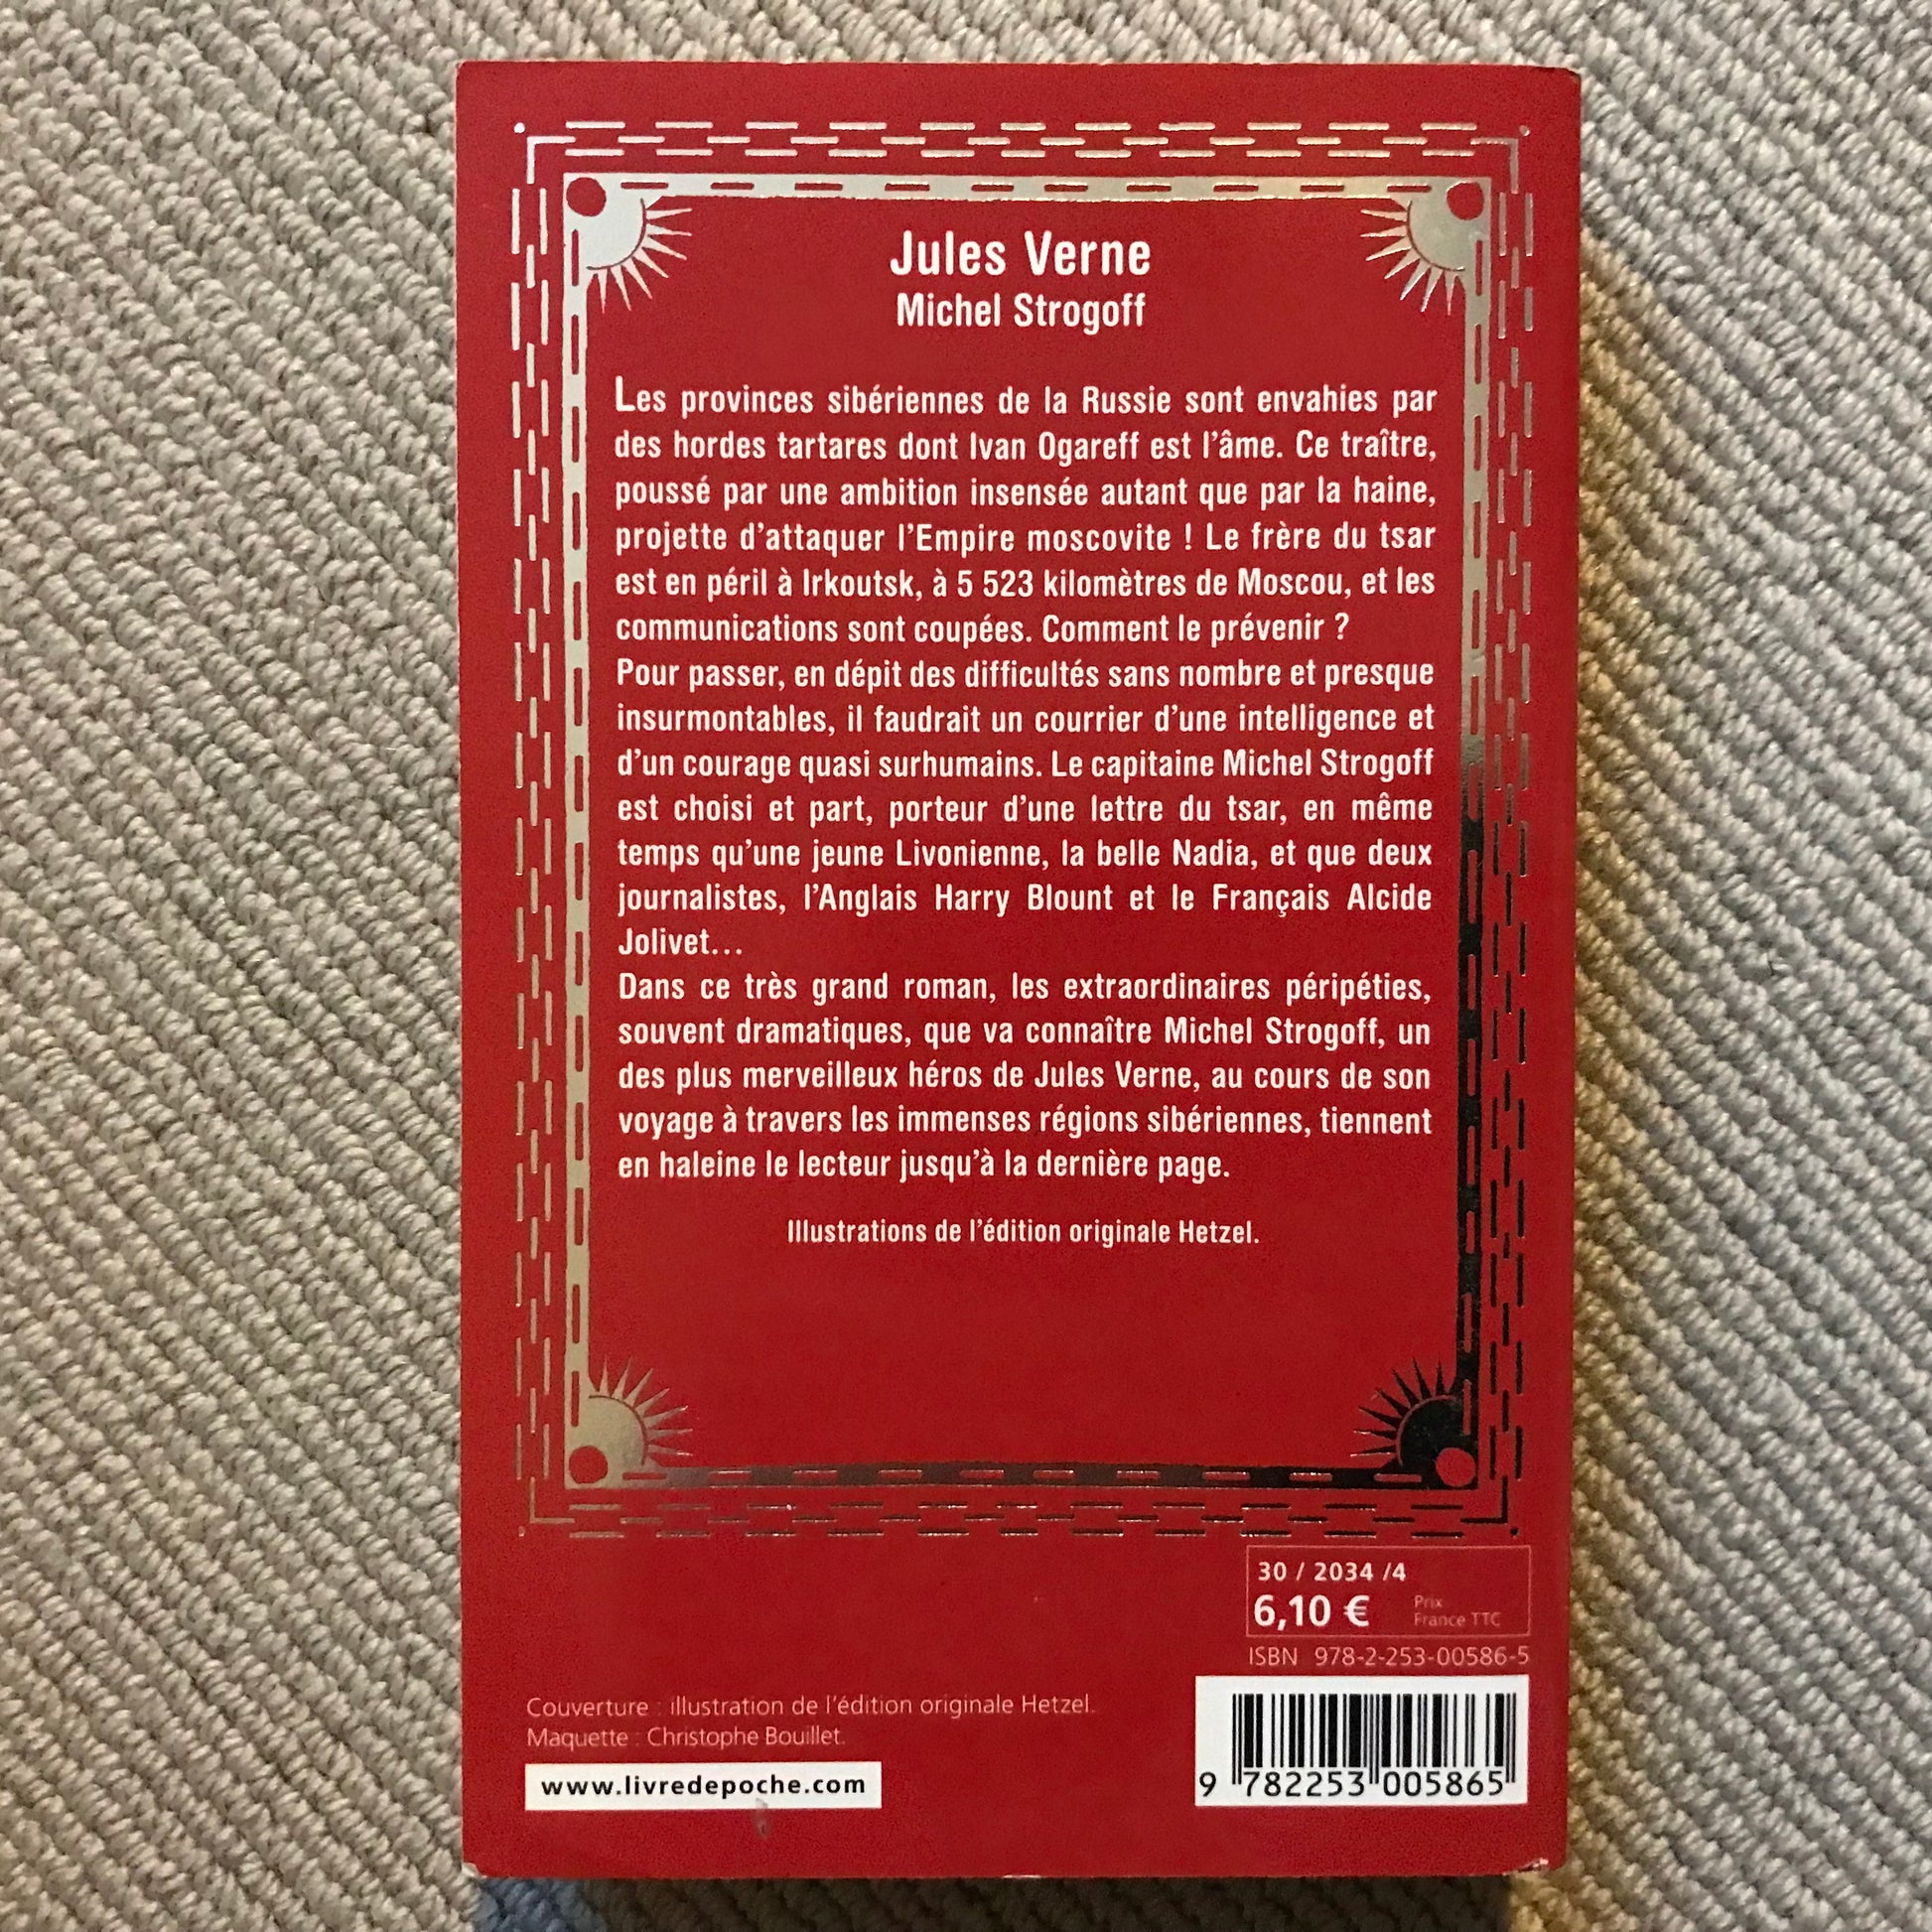 Jules Verne
Michel Strogoff
Les provinces sibériennes de la Russie sont envahies par
des hordes tartares dont Ivan Ogareff est l'âme. Ce traître,
poussé par une ambition insensée autant que par la haine,
projette d'attaquer l'Empire moscovite ! Le frère du tsar
est en péril à Irkoutsk, à 5 523 kilomètres de Moscou, et les
communications sont coupées. Comment le prévenir ?
Pour passer, en dépit des difficultés sans nombre et presque
insurmontables, il faudrait un courrier d'une intelligence et
d'un courage quasi surhumains. Le capitaine Michel Strogoff
est choisi et part, porteur d'une lettre du tsar, en même
temps qu'une jeune Livonienne, la belle Nadia, et que deux
journalistes, l'Anglais Harry Blount et le Français Alcide
Jolivet...
Dans ce très grand roman, les extraordinaires péripéties,
souvent dramatiques, que va connaître Michel Strogoff, un
des plus merveilleux héros de Jules Verne, au cours de son
voyage à travers les immenses régions sibériennes, tiennent
en haleine le lecteur jusqu'à la dernière page.
Illustrations de l'édition originale Hetzel.
30 / 2034 /4
6,10 € Prix
France TTC
ISBN 978-2-253-00586-5
Couverture : illustration de l'édition originale Hetzel.
Maquette : Christophe Bouillet.
www.livredepoche.com
9 782253 005865